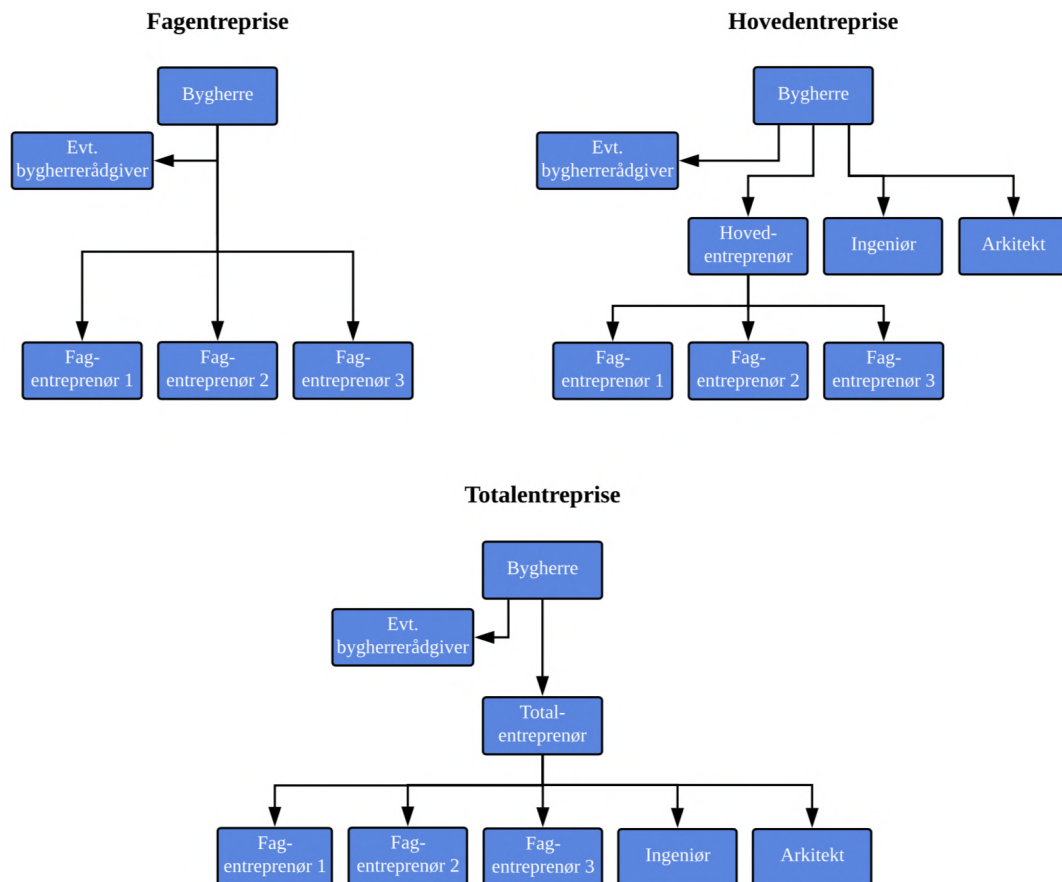 Fagentreprise
Bygherre
Evt.
bygherrerådgiver
Fag-
entreprenør 1
Fag-
entreprenør 2
Fag-
entreprenør 3
Hovedentreprise
Bygherre
Evt.
bygherrerådgiver
Hoved-
entreprenør
Ingeniør
Arkitekt
Fag-
entreprenør 1
Fag-
entreprenør 2
Fag-
entreprenør 3
Totalentreprise
Bygherre
Evt.
bygherrerådgiver
Total-
entreprenør
Fag-
entreprenør 1
Fag-
entreprenør 2
Fag-
entreprenør 3
Ingeniør
Arkitekt